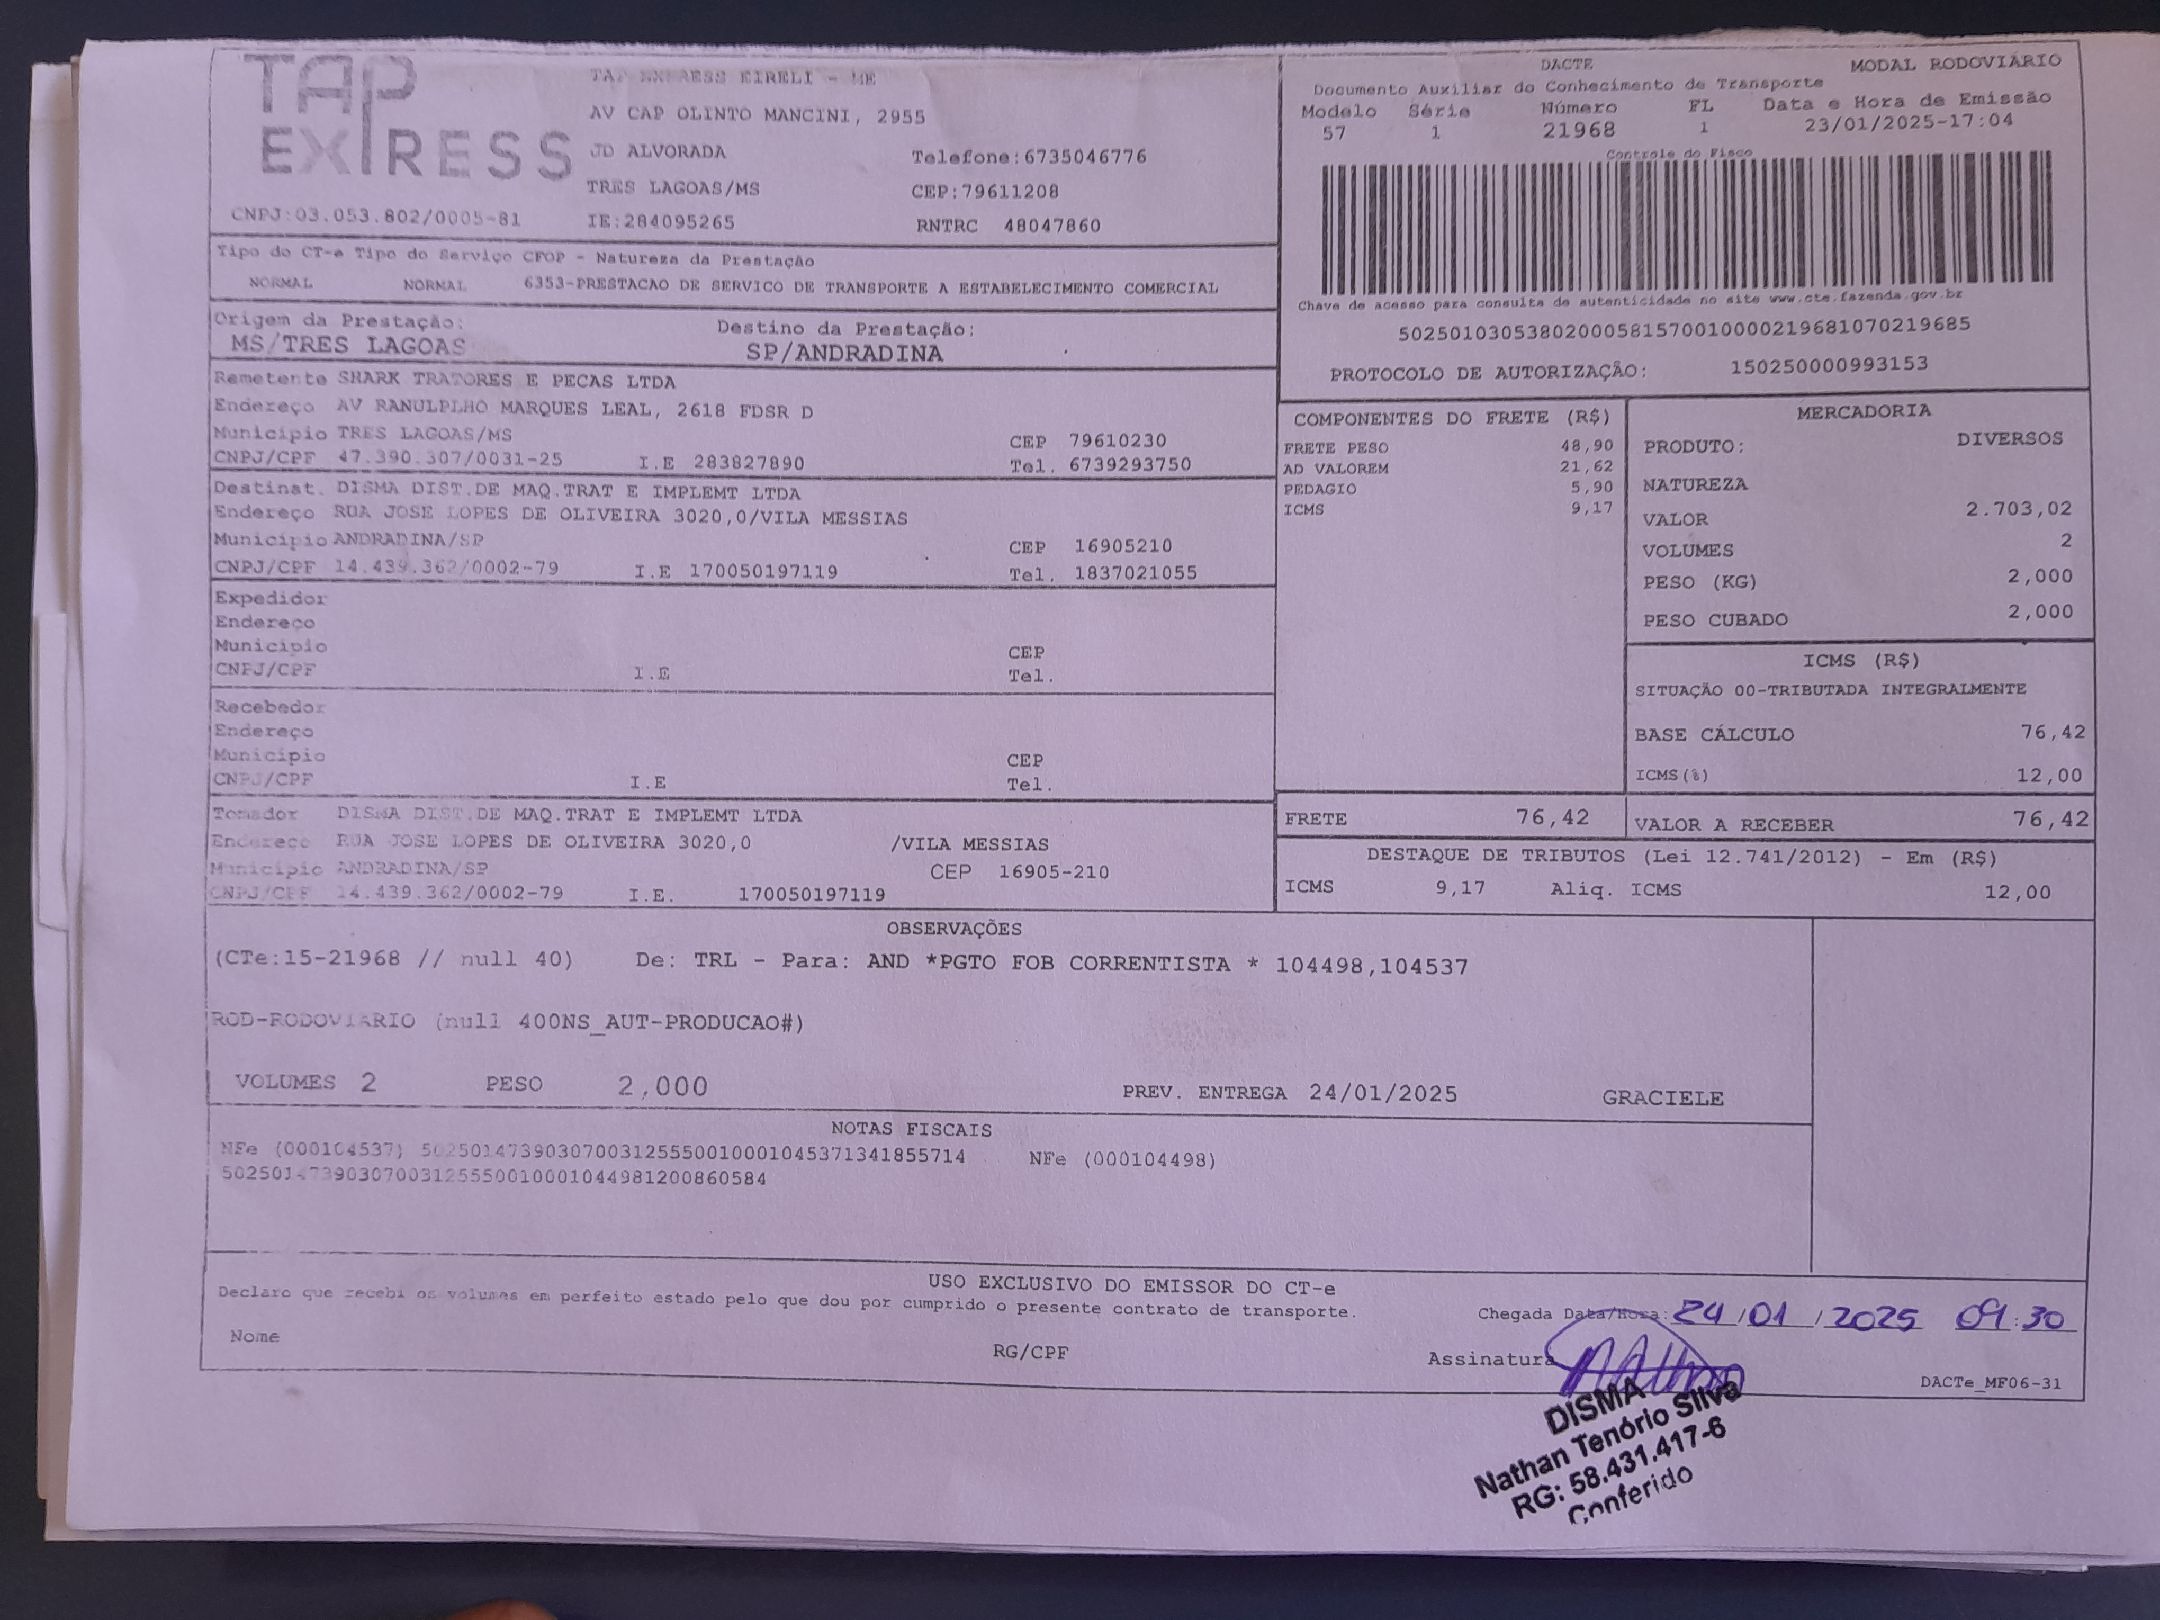 TAP EXPRESS
TAP EXPRESS EIRELI - ME
AV CAP OLINTO MANCINI, 2955
JD ALVORADA Telefone:6735046776
TRES LAGOAS/MS CEP:79611208
CNPJ:03.053.802/0005-81 IE:284095265 RNTRC 48047860
DACTE MODAL RODOVIÁRIO
Documento Auxiliar do Conhecimento de Transporte
Modelo Série Número FL Data e Hora de Emissão
57 1 21968 1 23/01/2025-17:04
Controle do Fisco
Chave de acesso para consulta de autenticidade no site www.cte.fazenda.gov.br
50250103053802000581570010000219681070219685
PROTOCOLO DE AUTORIZAÇÃO: 150250000993153
Tipo do CT-e Tipo do Serviço CFOP - Natureza da Prestação
NORMAL NORMAL 6353-PRESTACAO DE SERVICO DE TRANSPORTE A ESTABELECIMENTO COMERCIAL
Origem da Prestação: Destino da Prestação:
MS/TRES LAGOAS SP/ANDRADINA
Remetente SHARK TRATORES E PECAS LTDA
Endereço AV RANULPLHO MARQUES LEAL, 2618 FDSR D
Município TRES LAGOAS/MS CEP 79610230
CNPJ/CPF 47.390.307/0031-25 I.E 283827890 Tel. 6739293750
Destinat. DISMA DIST.DE MAQ.TRAT E IMPLEMT LTDA
Endereço RUA JOSE LOPES DE OLIVEIRA 3020,0/VILA MESSIAS
Município ANDRADINA/SP CEP 16905210
CNPJ/CPF 14.439.362/0002-79 I.E 170050197119 Tel. 1837021055
Expedidor
Endereço
Município CEP
CNPJ/CPF I.E Tel.
Recebedor
Endereço
Município CEP
CNPJ/CPF I.E Tel.
Tomador DISMA DIST.DE MAQ.TRAT E IMPLEMT LTDA
Endereço RUA JOSE LOPES DE OLIVEIRA 3020,0 /VILA MESSIAS
Município ANDRADINA/SP CEP 16905-210
CNPJ/CPF 14.439.362/0002-79 I.E. 170050197119
COMPONENTES DO FRETE (R$)
FRETE PESO 48,90
AD VALOREM 21,62
PEDAGIO 5,90
ICMS 9,17
MERCADORIA
PRODUTO: DIVERSOS
NATUREZA
VALOR 2.703,02
VOLUMES 2
PESO (KG) 2,000
PESO CUBADO 2,000
ICMS (R$)
SITUAÇÃO 00-TRIBUTADA INTEGRALMENTE
BASE CÁLCULO 76,42
ICMS(%) 12,00
FRETE 76,42 VALOR A RECEBER 76,42
DESTAQUE DE TRIBUTOS (Lei 12.741/2012) - Em (R$)
ICMS 9,17 Aliq. ICMS 12,00
OBSERVAÇÕES
(CTe:15-21968 // null 40) De: TRL - Para: AND *PGTO FOB CORRENTISTA * 104498,104537
ROD-RODOVIARIO (null 400NS_AUT-PRODUCAO#)
VOLUMES 2 PESO 2,000 PREV. ENTREGA 24/01/2025 GRACIELE
NOTAS FISCAIS
NFe (000104537) 50250147390307003125550010001045371341855714 NFe (000104498)
50250147390307003125550010001044981200860584
USO EXCLUSIVO DO EMISSOR DO CT-e
Declaro que recebi os volumes em perfeito estado pelo que dou por cumprido o presente contrato de transporte.
Chegada Data/Hora: 24/01/2025 09:30
Nome RG/CPF Assinatura Nathan
DACTe_MF06-31
DISMA
Nathan Tenório Silva
RG: 58.431.417-6
Conferido